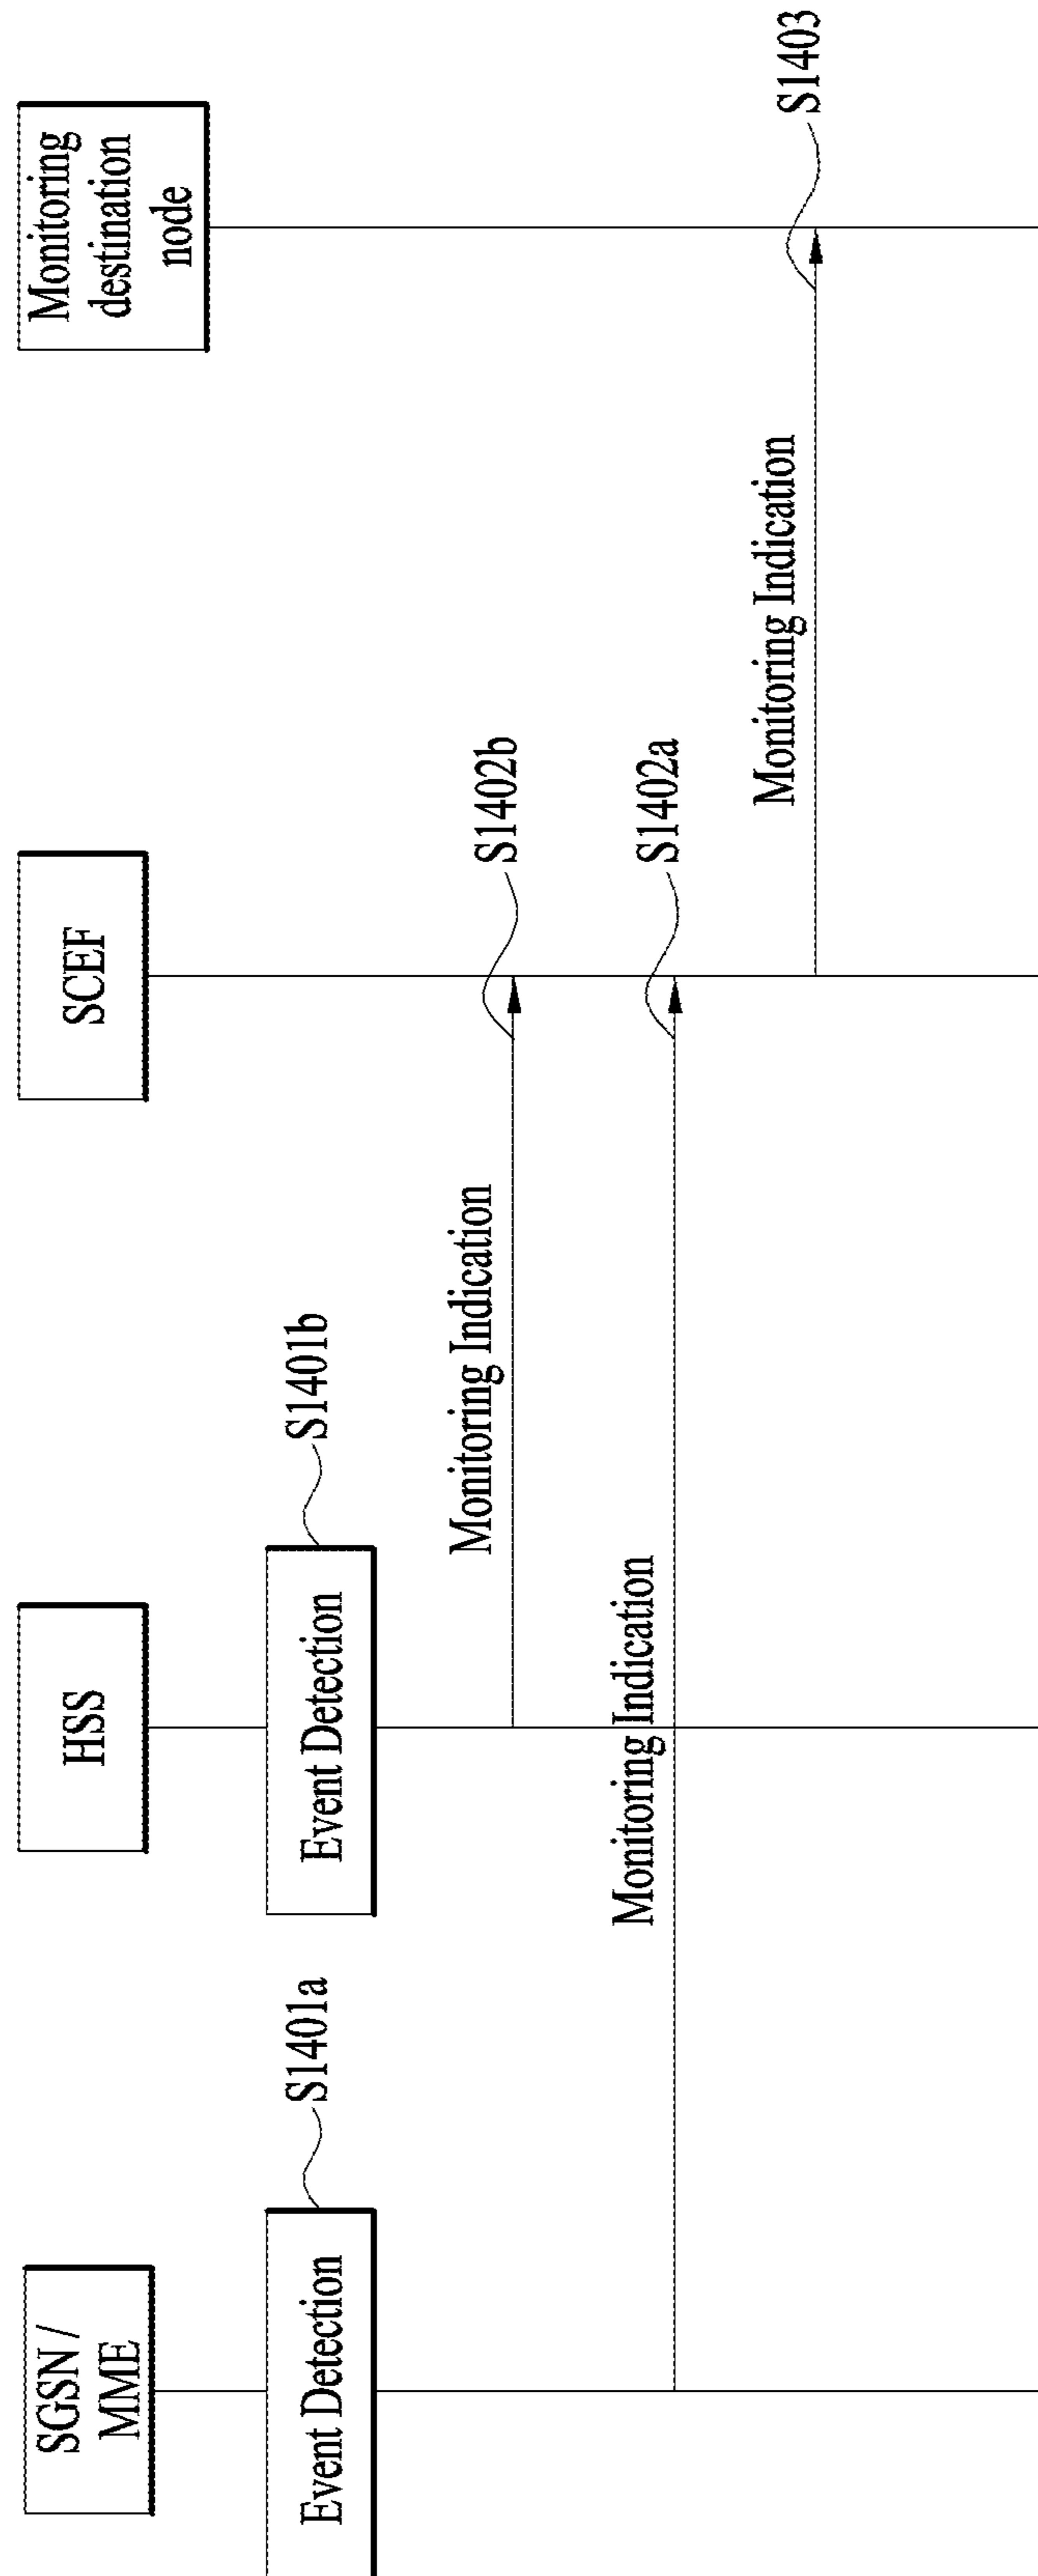 SGSN /
MME
HSS
SCEF
Monitoring
destination
node
Event Detection
S1401a
Event Detection
S1401b
Monitoring Indication
S1402b
Monitoring Indication
S1402a
Monitoring Indication
S1403